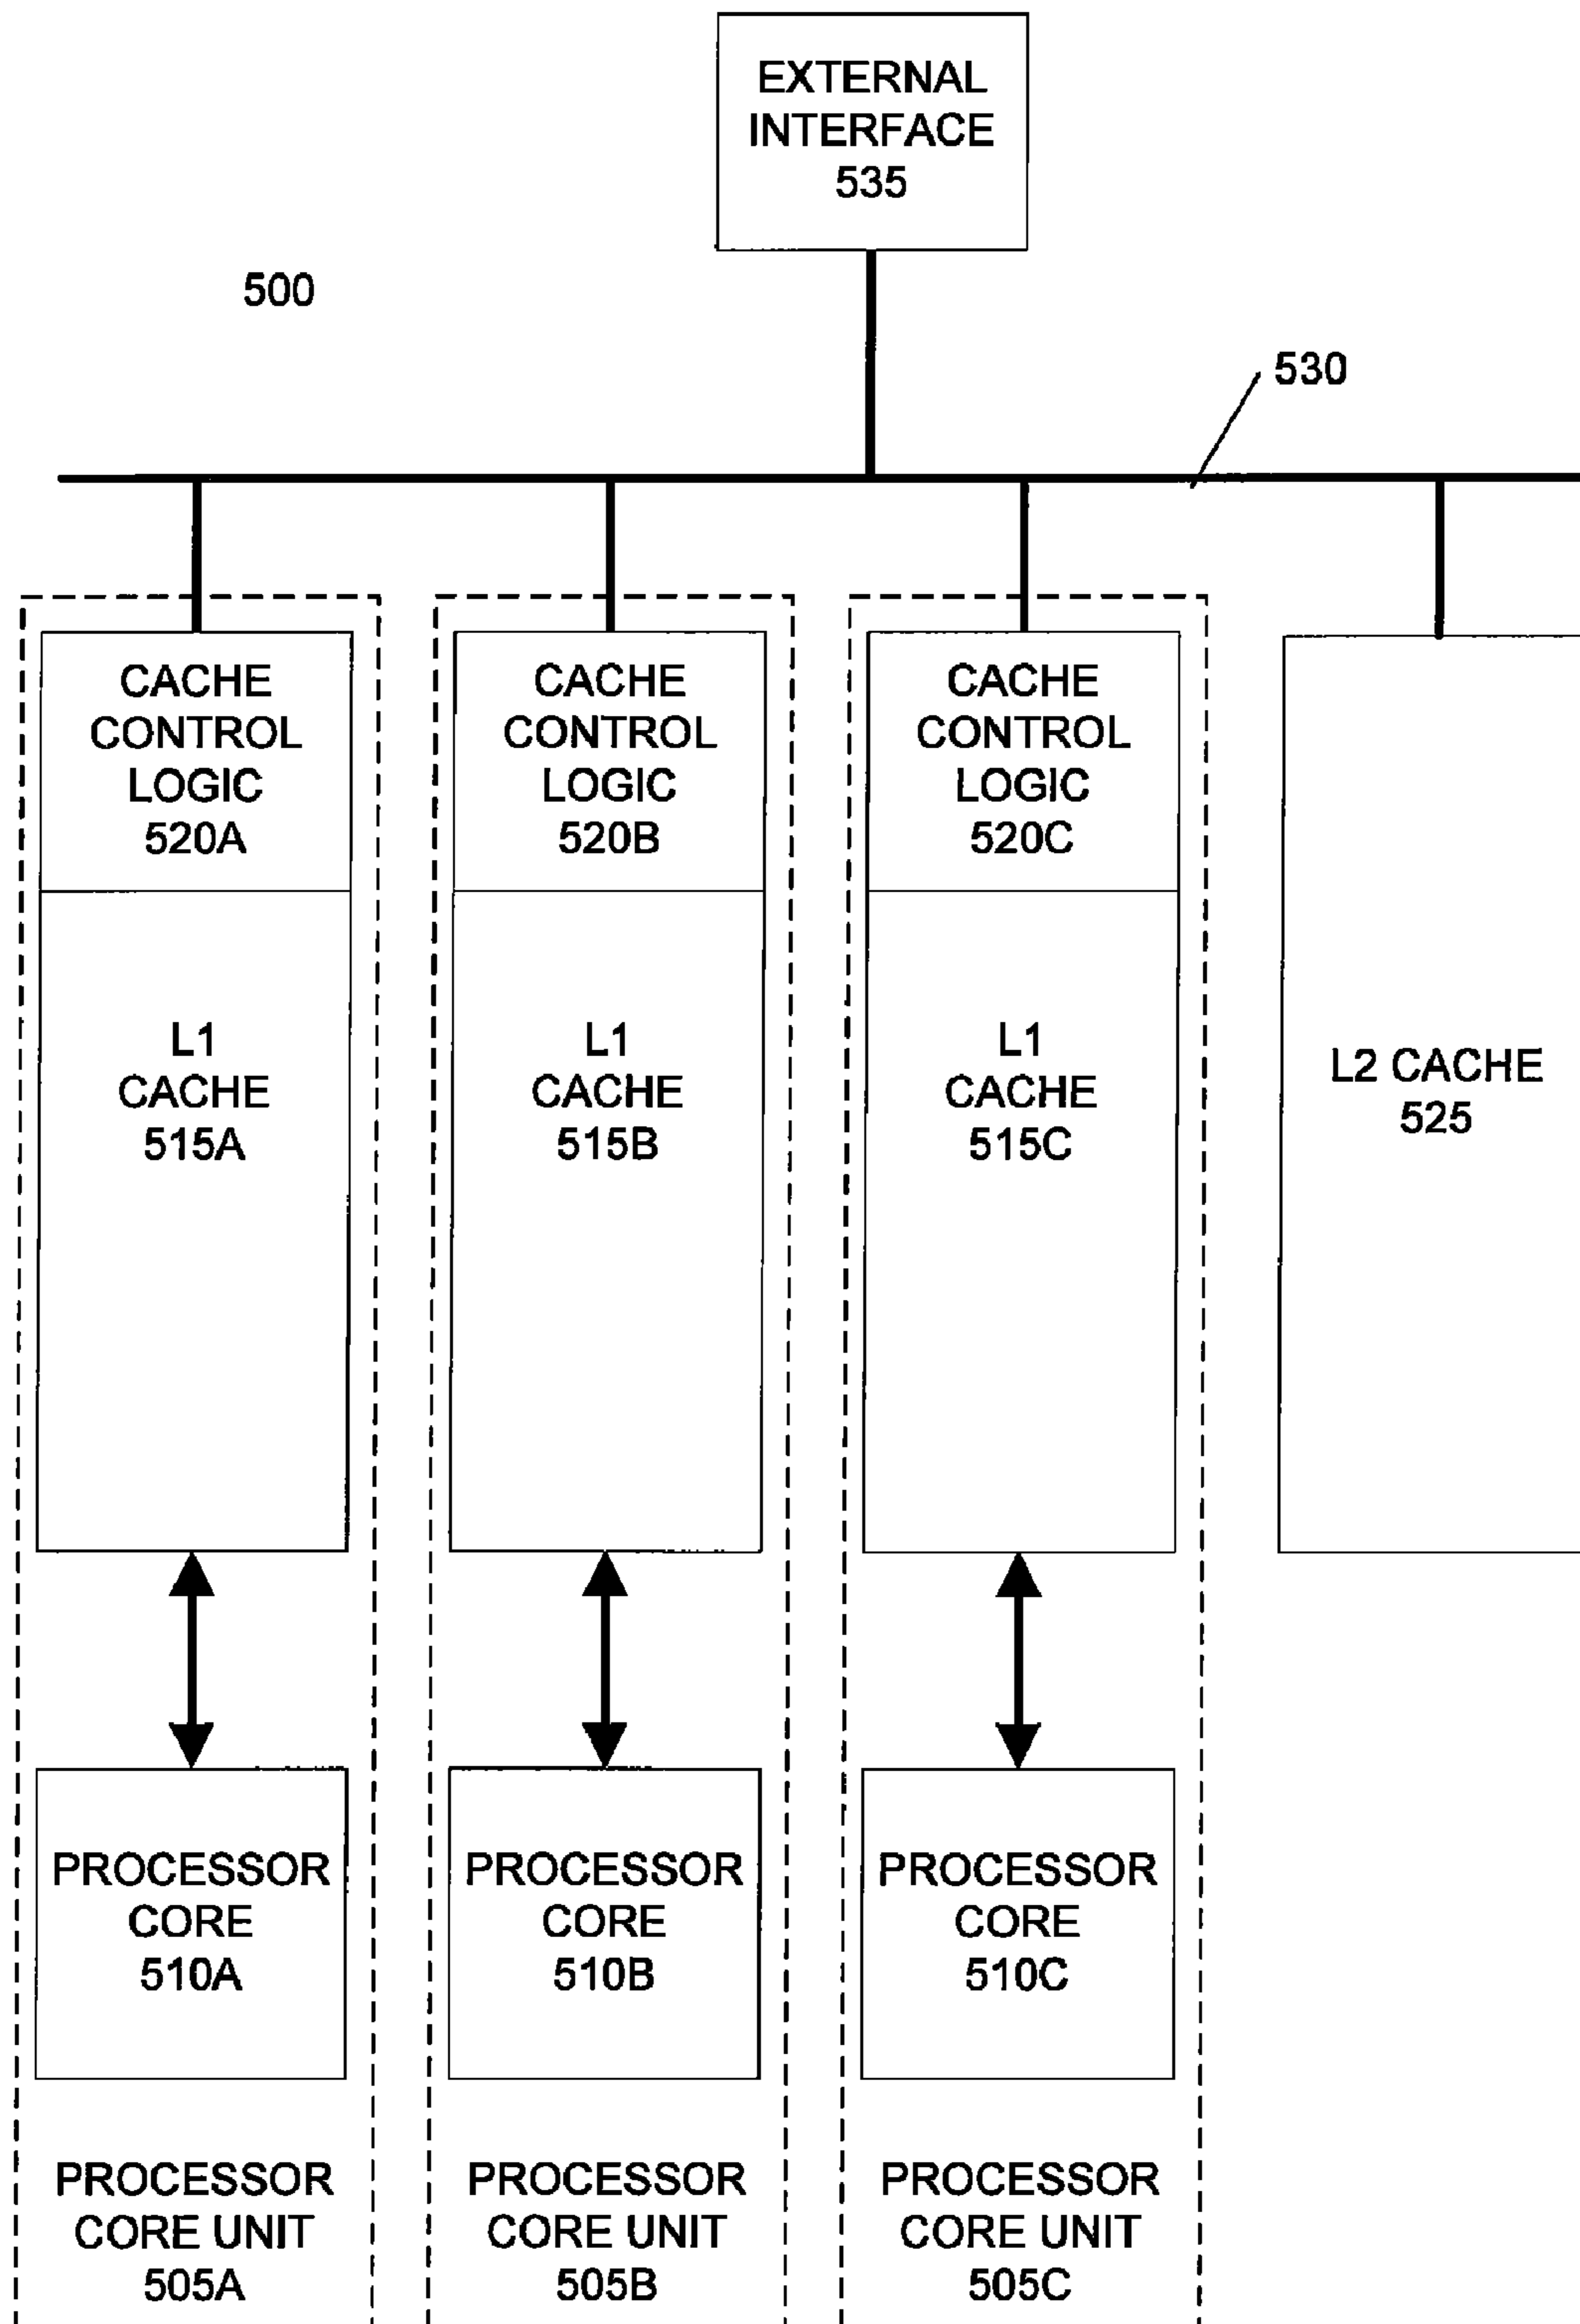 EXTERNAL
INTERFACE
535
500
530
CACHE
CONTROL
LOGIC
520A
CACHE
CONTROL
LOGIC
520B
CACHE
CONTROL
LOGIC
520C
L1
CACHE
515A
L1
CACHE
515B
L1
CACHE
515C
L2 CACHE
525
PROCESSOR
CORE
510A
PROCESSOR
CORE
510B
PROCESSOR
CORE
510C
PROCESSOR
CORE UNIT
505A
PROCESSOR
CORE UNIT
505B
PROCESSOR
CORE UNIT
505C